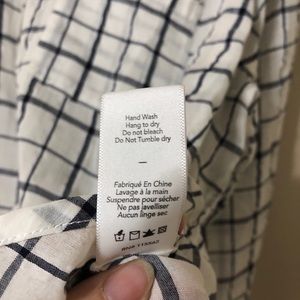 Hand Wash
Hang to dry
Do not bleach
Do Not Tumble dry
—
Fabriqué En Chine
Lavage à la main
Suspendre pour sécher
Ne pas javelliser
Aucun linge sec
RN#